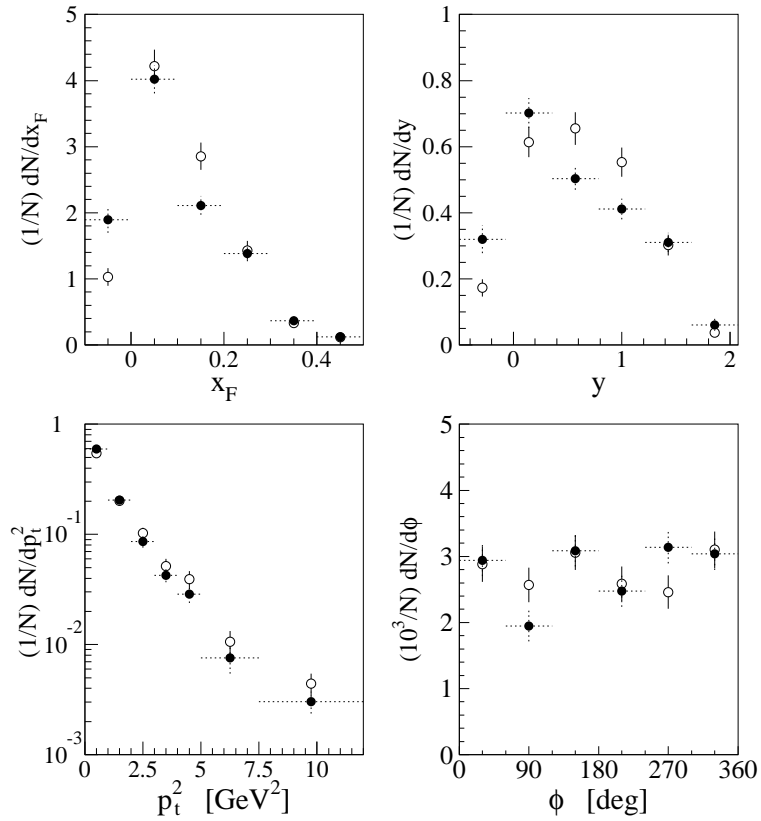 (1/N) dN/dx_F
5
4
3
2
1
0
0 0.2 0.4
x_F
(1/N) dN/dy
1
0.8
0.6
0.4
0.2
0
0 1 2
y
(1/N) dN/dp_t^2
1
10^-1
10^-2
10^-3
0 2.5 5 7.5 10
p_t^2 [GeV^2]
(10^3/N) dN/dϕ
5
4
3
2
1
0
0 90 180 270 360
ϕ [deg]